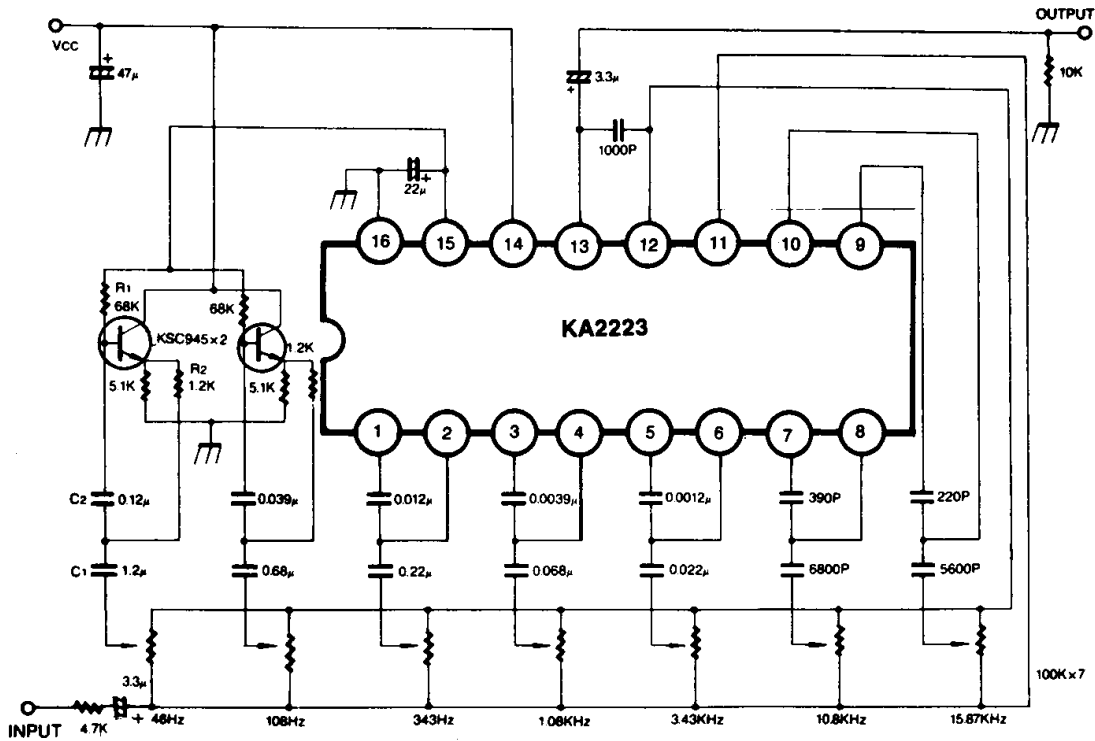 OUTPUT
VCC
47μ
3.3μ
10K
1000P
22μ
16 15 14 13 12 11 10 9
R1
68K
68K
KA2223
KSC945×2
1.2K
5.1K
R2
1.2K
5.1K
1 2 3 4 5 6 7 8
C2 0.12μ
0.039μ
0.012μ
0.0039μ
0.0012μ
390P
220P
C1 1.2μ
0.68μ
0.22μ
0.068μ
0.022μ
6800P
5600P
100K×7
3.3μ
46Hz
108Hz
343Hz
1.08KHz
3.43KHz
10.8KHz
15.87KHz
INPUT
4.7K